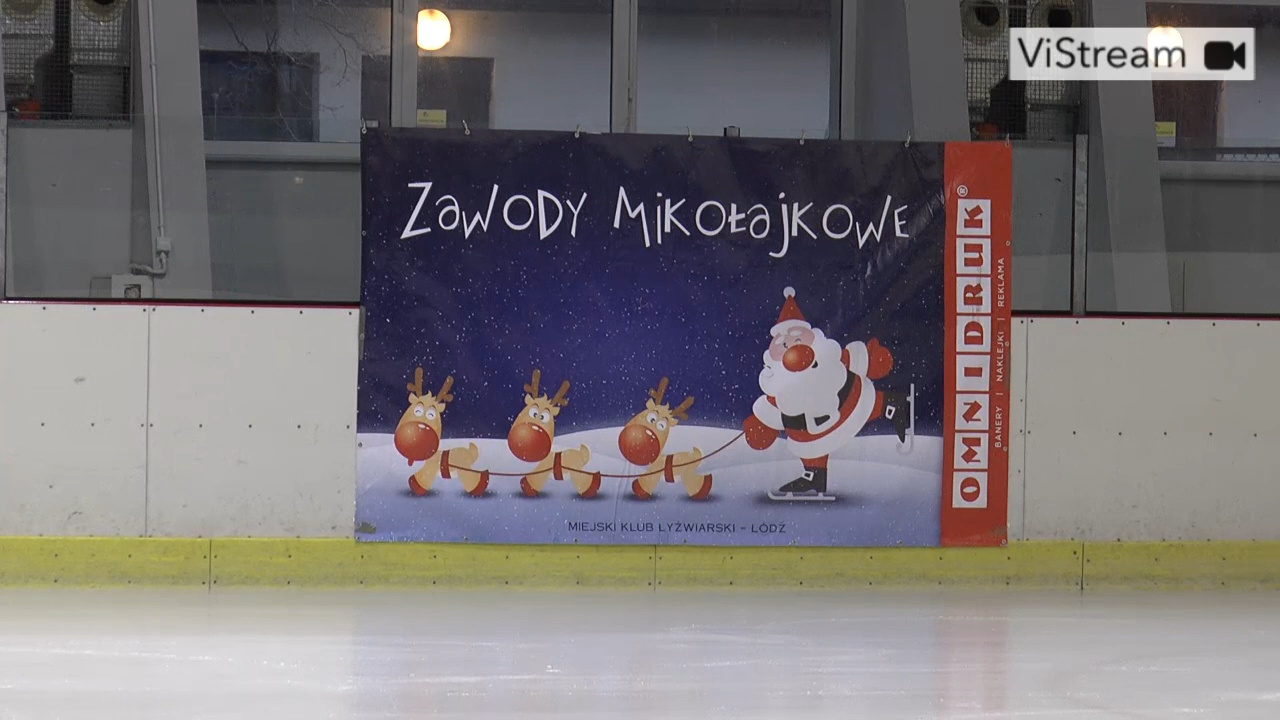 ViStream
Zawody Mikołajkowe
MIEJSKI KLUB ŁYŻWIARSKI – ŁÓDŹ
OMNIDRUK®
BANERY | NAKLEJKI | REKLAMA